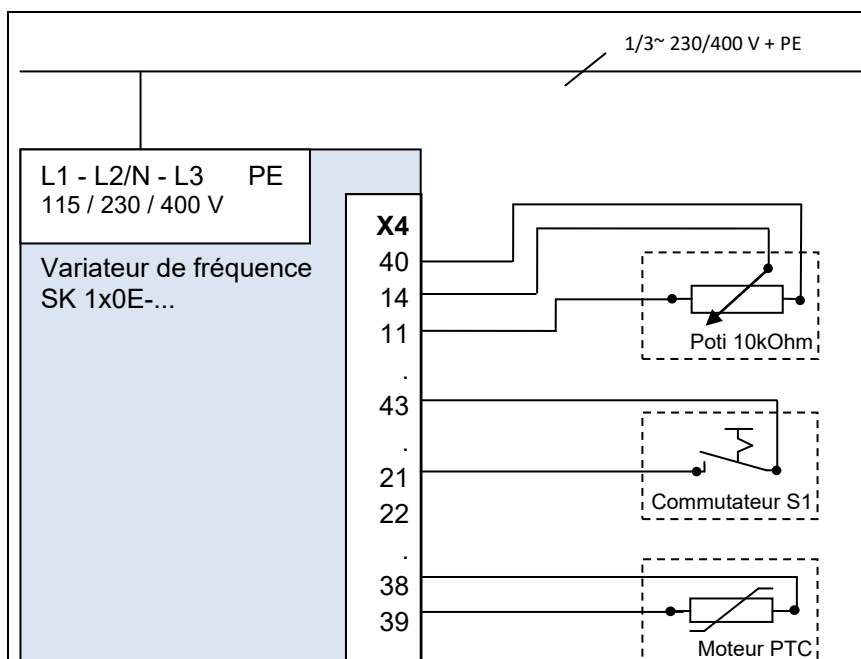 1/3~ 230/400 V + PE
L1 - L2/N - L3 PE
115 / 230 / 400 V
Variateur de fréquence
SK 1x0E-...
X4
40
14
11
.
43
.
21
22
.
38
39
Poti 10kOhm
Commutateur S1
Moteur PTC